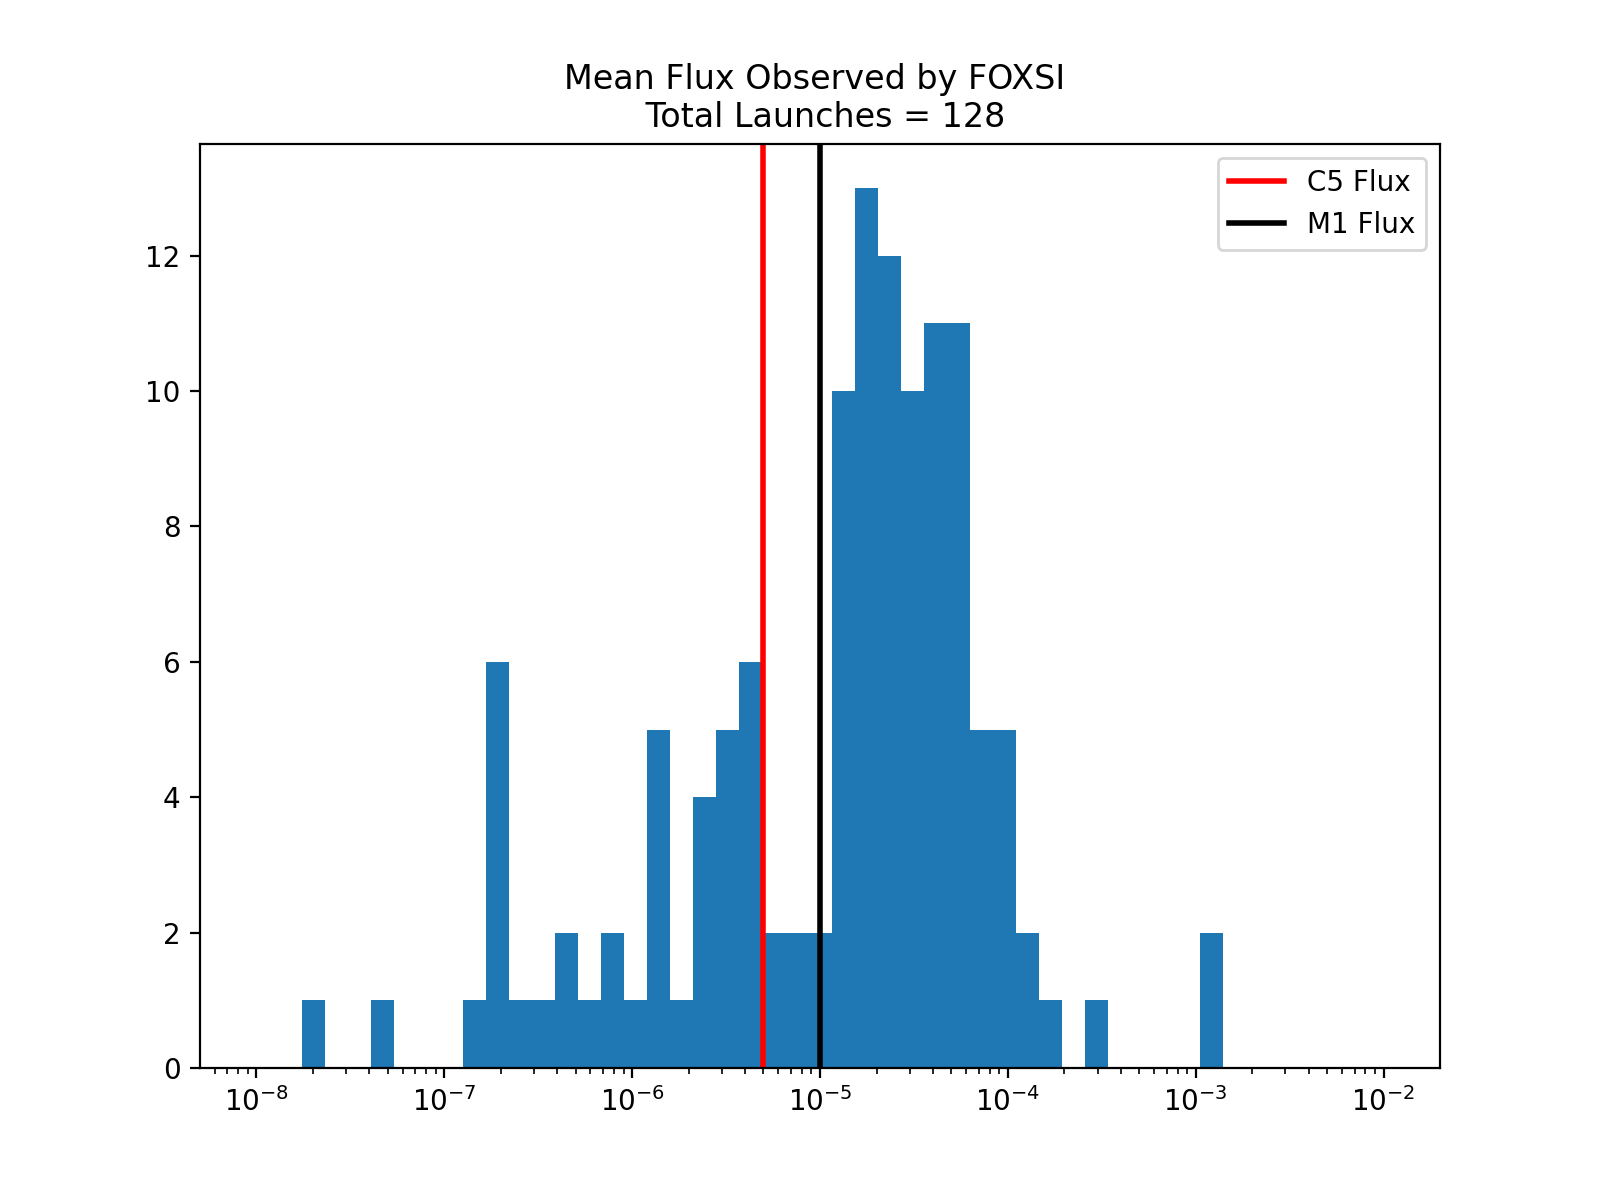 Mean Flux Observed by FOXSI
Total Launches = 128
C5 Flux
M1 Flux
12
10
8
6
4
2
0
10⁻⁸ 10⁻⁷ 10⁻⁶ 10⁻⁵ 10⁻⁴ 10⁻³ 10⁻²